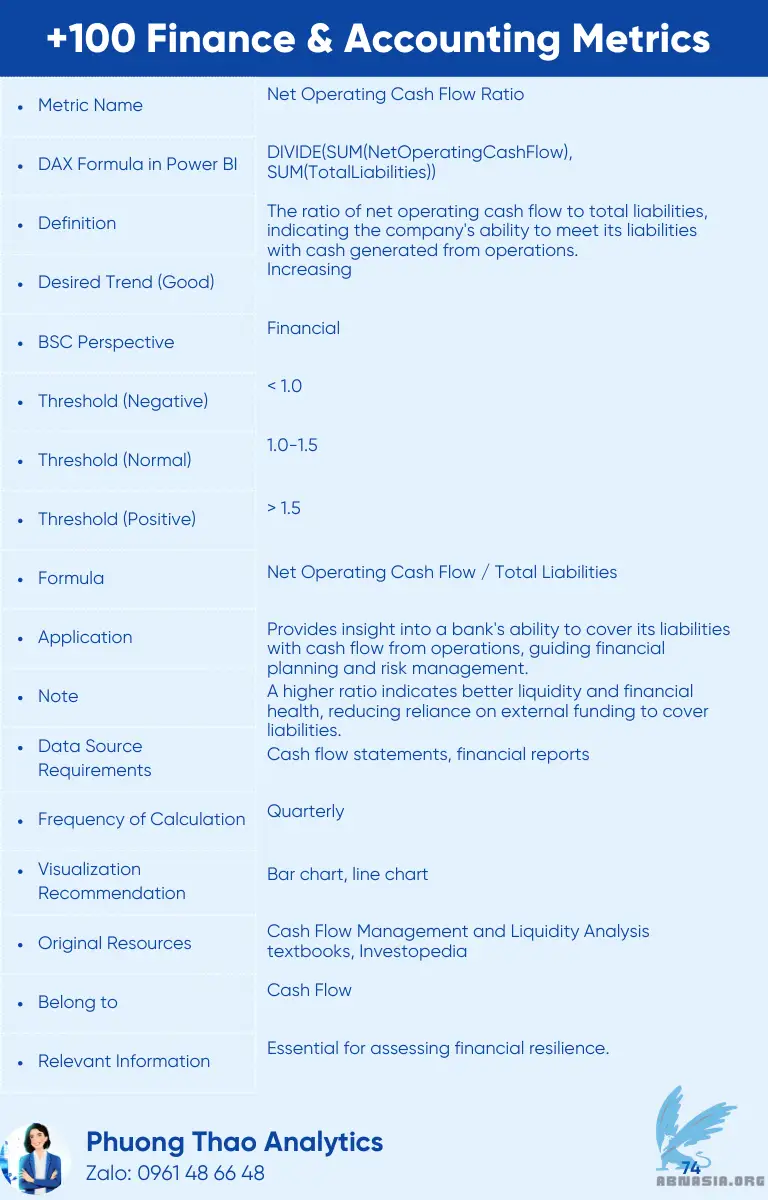 +100 Finance & Accounting Metrics
• Metric Name
Net Operating Cash Flow Ratio
• DAX Formula in Power BI
DIVIDE(SUM(NetOperatingCashFlow),
SUM(TotalLiabilities))
• Definition
The ratio of net operating cash flow to total liabilities,
indicating the company's ability to meet its liabilities
with cash generated from operations.
• Desired Trend (Good)
Increasing
• BSC Perspective
Financial
• Threshold (Negative)
< 1.0
• Threshold (Normal)
1.0-1.5
• Threshold (Positive)
> 1.5
• Formula
Net Operating Cash Flow / Total Liabilities
• Application
Provides insight into a bank's ability to cover its liabilities
with cash flow from operations, guiding financial
planning and risk management.
• Note
A higher ratio indicates better liquidity and financial
health, reducing reliance on external funding to cover
liabilities.
• Data Source
Requirements
Cash flow statements, financial reports
• Frequency of Calculation
Quarterly
• Visualization
Recommendation
Bar chart, line chart
• Original Resources
Cash Flow Management and Liquidity Analysis
textbooks, Investopedia
• Belong to
Cash Flow
• Relevant Information
Essential for assessing financial resilience.
Phuong Thao Analytics
Zalo: 0961 48 66 48
74
ABNASIA.ORG